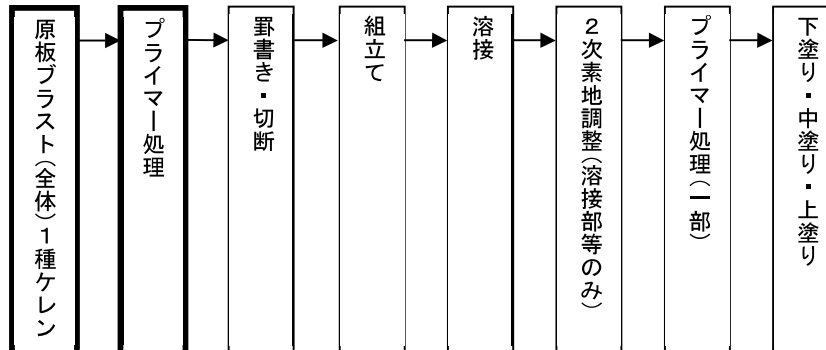 原板ブラスト(全体)1種ケレン
プライマー処理
罫書き・切断
組立て
溶接
2次素地調整(溶接部等のみ)
プライマー処理(一部)
下塗り・中塗り・上塗り